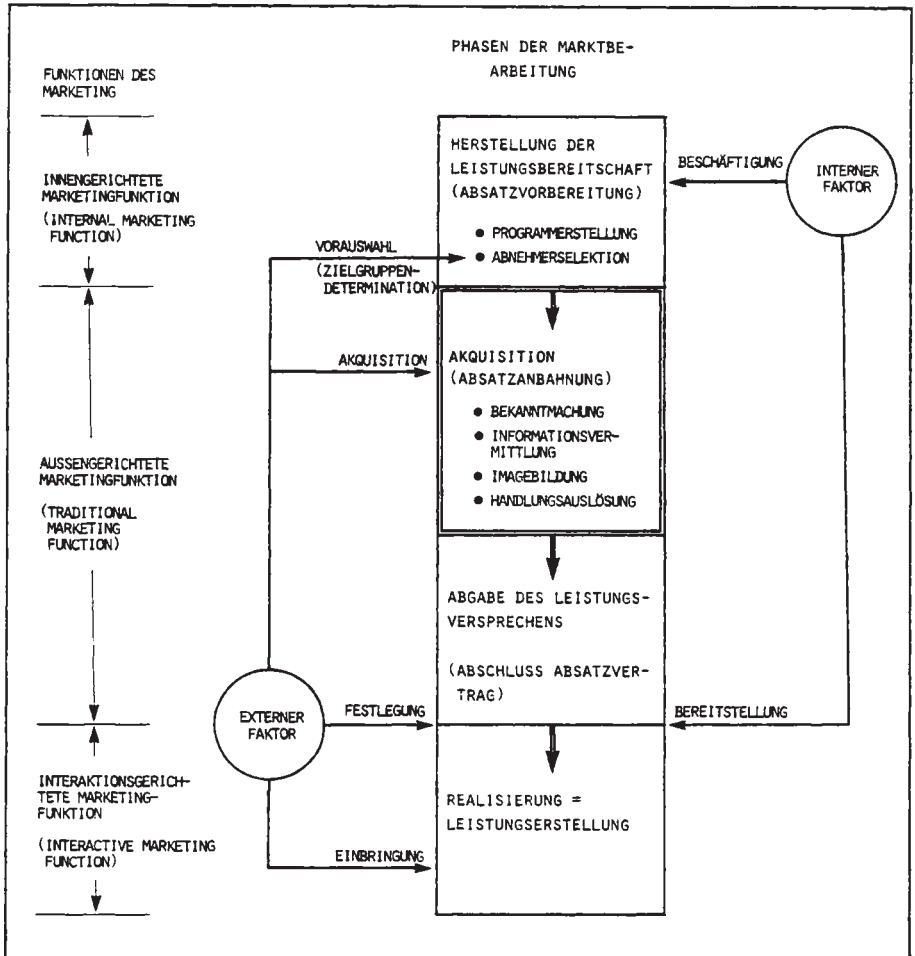 PHASEN DER MARKTBE-
ARBEITUNG
FUNKTIONEN DES
MARKETING
HERSTELLUNG DER
LEISTUNGSBEREITSCHAFT
(ABSATZVORBEREITUNG)
● PROGRAMMERSTELLUNG
● ABNEHMERSELEKTION
BESCHÄFTIGUNG
INTERNER
FAKTOR
INNENGERICHTETE
MARKETINGFUNKTION
(INTERNAL MARKETING
FUNCTION)
VORAUSWAHL
(ZIELGRUPPEN-
DETERMINATION)
AKQUISITION
AKQUISITION
(ABSATZANBAHNUNG)
● BEKANNTMACHUNG
● INFORMATIONSVER-
MITTLUNG
● IMAGEBILDUNG
● HANDLUNGSAUSLÖSUNG
AUSSENGERICHTETE
MARKETINGFUNKTION
(TRADITIONAL
MARKETING
FUNCTION)
ABGABE DES LEISTUNGS-
VERSPRECHENS
(ABSCHLUSS ABSATZVER-
TRAG)
EXTERNER
FAKTOR
FESTLEGUNG
BEREITSTELLUNG
INTERAKTIONSGERICH-
TETE MARKETING-
FUNKTION
(INTERACTIVE MARKETING
FUNCTION)
REALISIERUNG =
LEISTUNGSERSTELLUNG
EINBRINGUNG